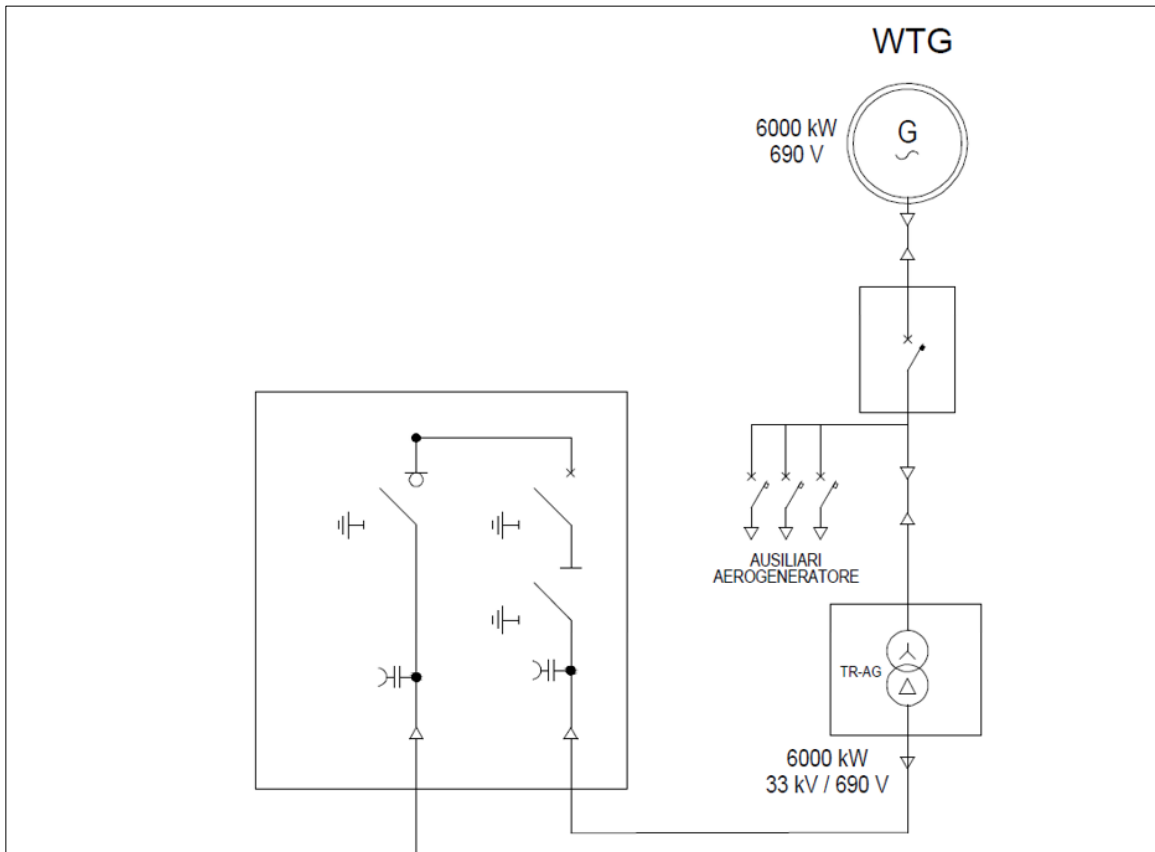 WTG
6000 kW
690 V
G
AUSILIARI
AEROGENERATORE
TR-AG
6000 kW
33 kV / 690 V